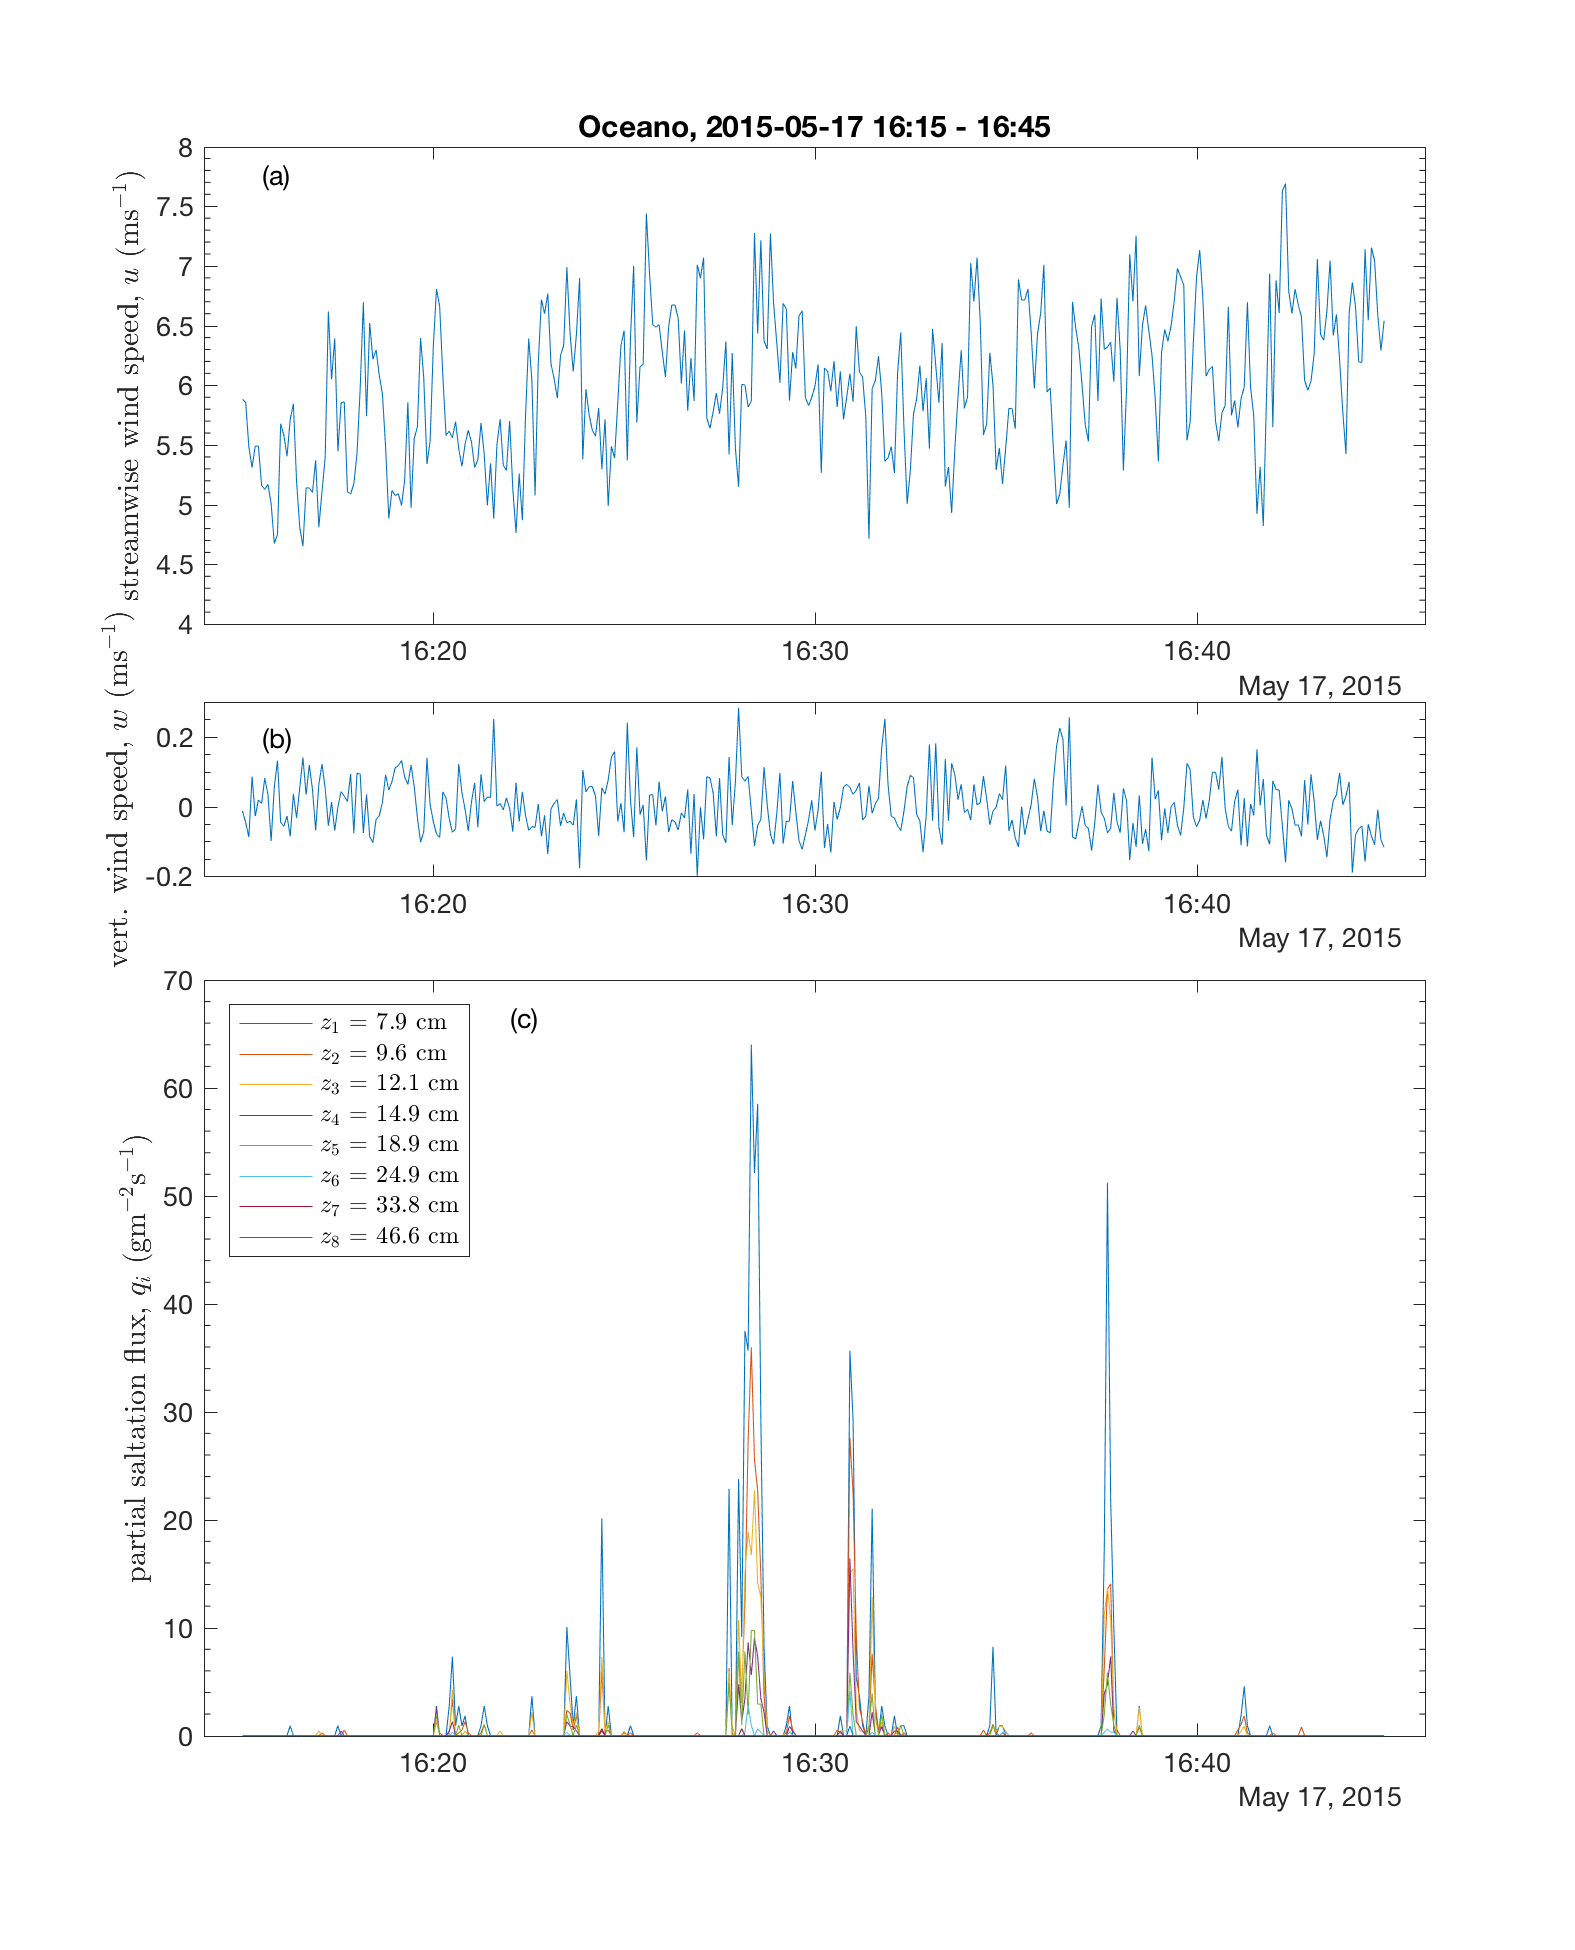 Oceano, 2015-05-17 16:15 - 16:45
(a)
streamwise wind speed, u (ms⁻¹)
8
7.5
7
6.5
6
5.5
5
4.5
4
16:20 16:30 16:40
May 17, 2015
(b)
vert. wind speed, w (ms⁻¹)
0.2
0
-0.2
16:20 16:30 16:40
May 17, 2015
(c)
partial saltation flux, qᵢ (gm⁻²s⁻¹)
70
60
50
40
30
20
10
0
z₁ = 7.9 cm
z₂ = 9.6 cm
z₃ = 12.1 cm
z₄ = 14.9 cm
z₅ = 18.9 cm
z₆ = 24.9 cm
z₇ = 33.8 cm
z₈ = 46.6 cm
16:20 16:30 16:40
May 17, 2015